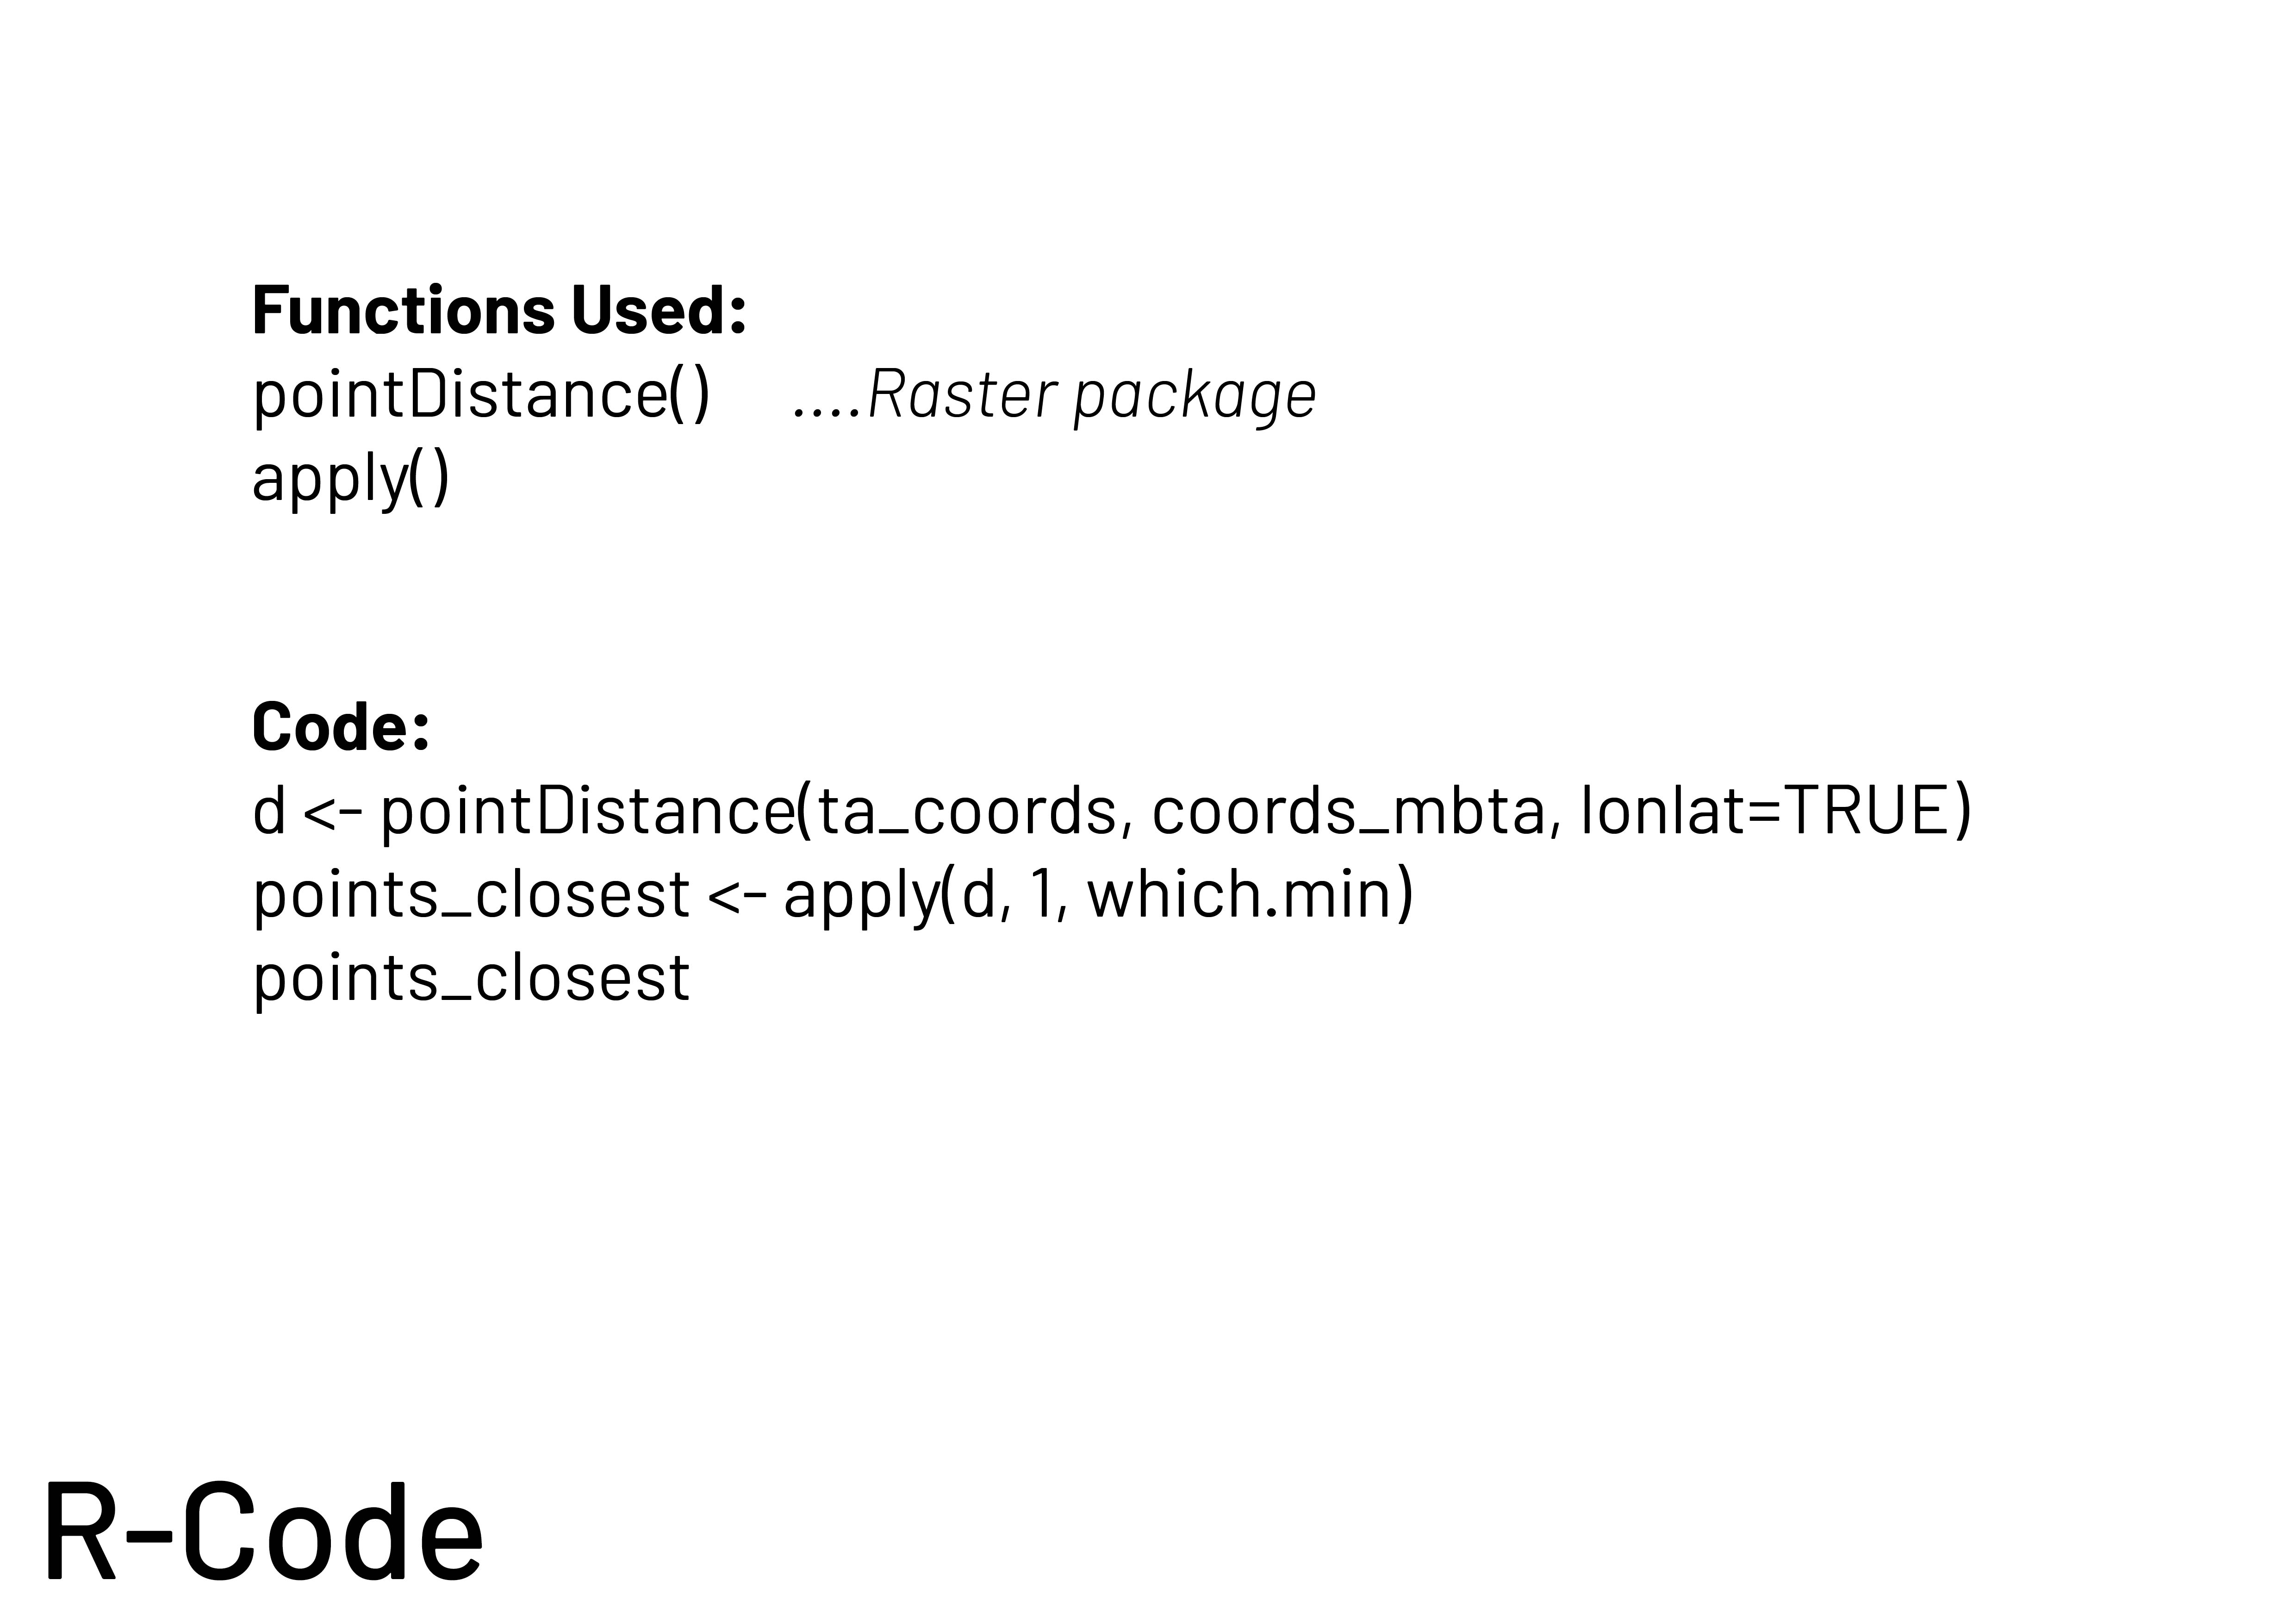 Functions Used:
pointDistance() ....Raster package
apply()
Code:
d <- pointDistance(ta_coords, coords_mbta, lonlat=TRUE)
points_closest <- apply(d, 1, which.min)
points_closest
R-Code